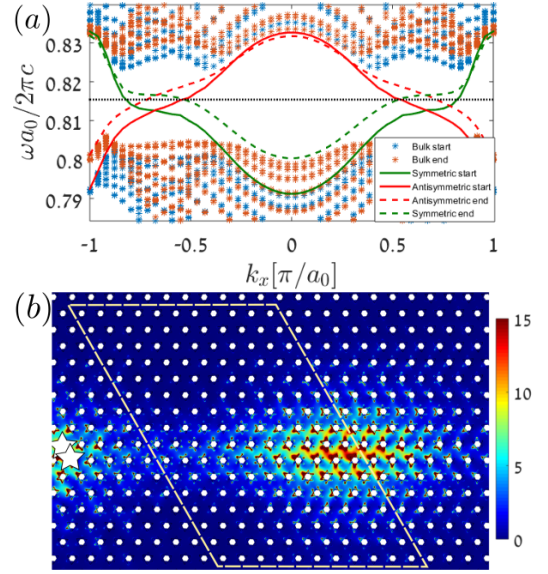 (a)
ωa₀/2πc
0.83
0.82
0.81
0.8
0.79
Bulk start
Bulk end
Symmetric start
Antisymmetric start
Antisymmetric end
Symmetric end
-1
-0.5
0
0.5
1
kₓ[π/a₀]
(b)
15
10
5
0